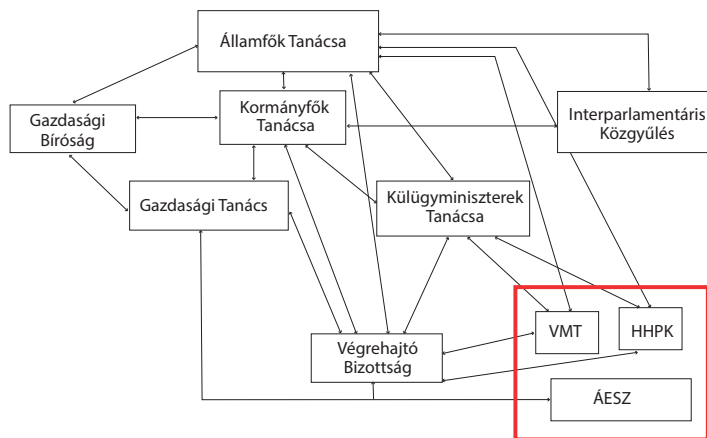 Államfők Tanácsa
Kormányfők
Tanácsa
Gazdasági
Bíróság
Interparlamentáris
Közgyűlés
Gazdasági Tanács
Külügyminiszterek
Tanácsa
VMT
HHPK
Végrehajtó
Bizottság
ÁESZ